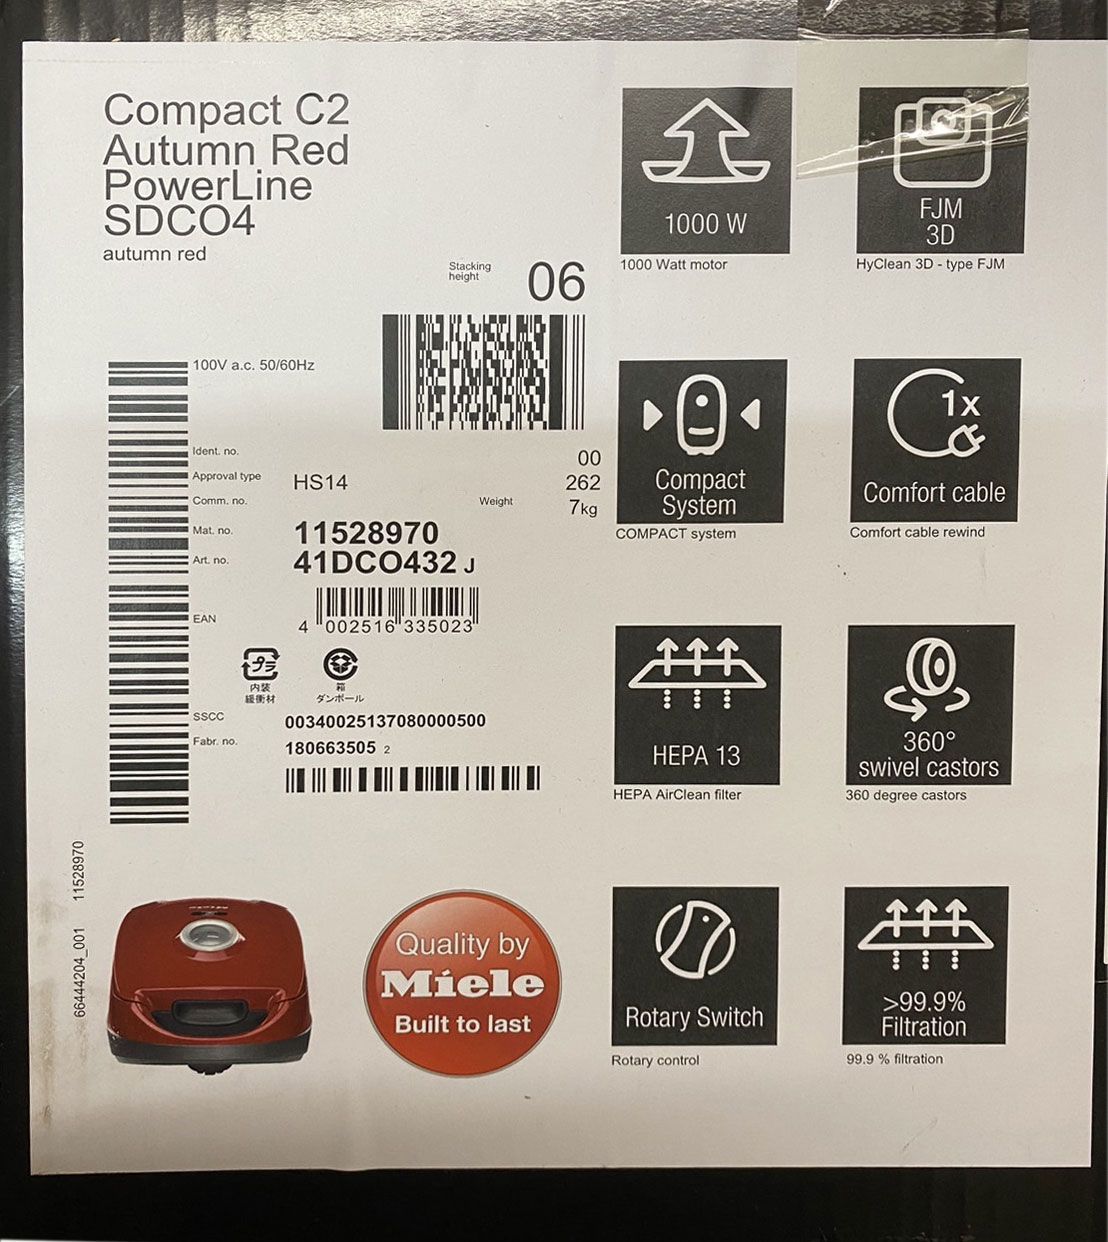 Compact C2
Autumn Red
PowerLine
SDCO4
autumn red
Stacking
height
06
100V a.c. 50/60Hz
Ident. no.
00
Approval type
HS14
262
Comm. no.
Weight
7kg
Mat. no.
11528970
Art. no.
41DCO432 J
EAN
4 002516 335023
プラ
内装
緩衝材
箱
ダンボール
SSCC
00340025137080000500
Fabr. no.
180663505 2
66444204_001 11528970
Quality by
Miele
Built to last
1000 W
1000 Watt motor
FJM
3D
HyClean 3D - type FJM
Compact
System
COMPACT system
1x
Comfort cable
Comfort cable rewind
HEPA 13
HEPA AirClean filter
360°
swivel castors
360 degree castors
Rotary Switch
Rotary control
>99.9%
Filtration
99.9 % filtration